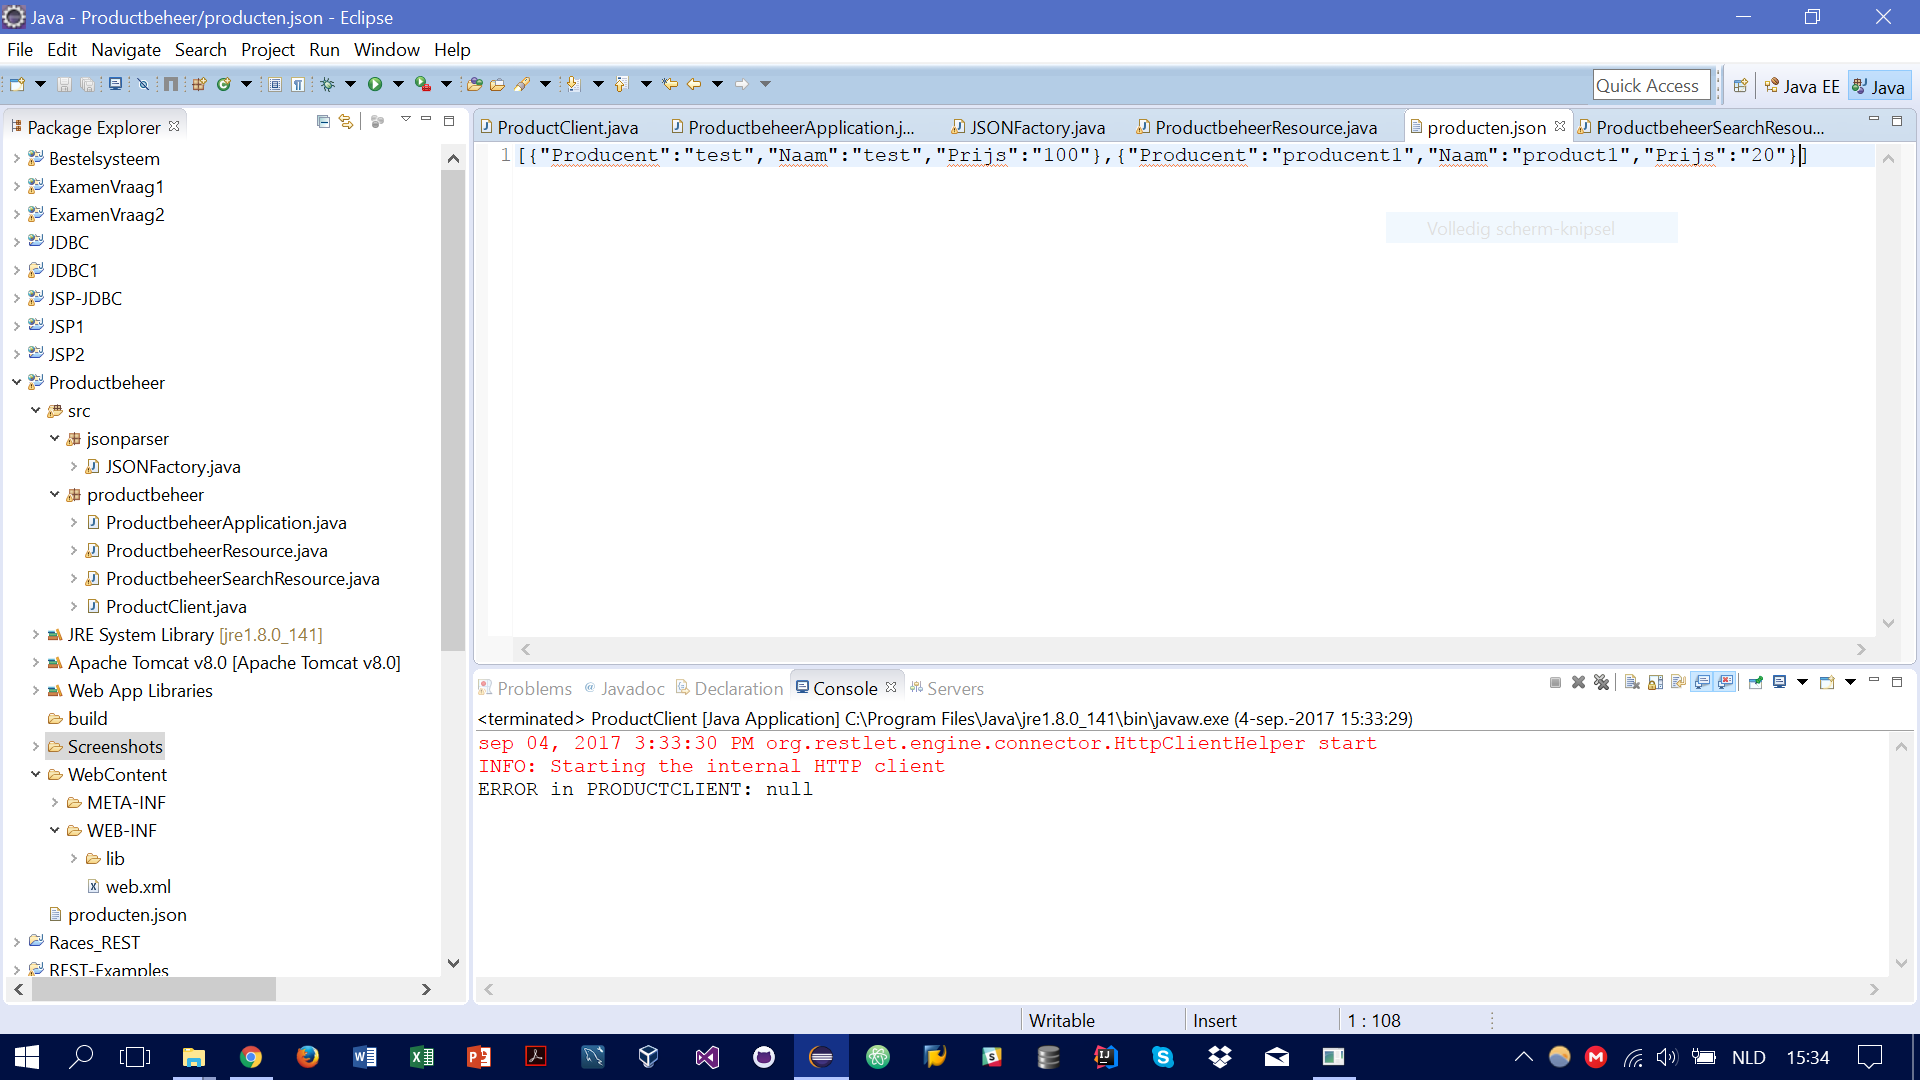 Java - Productbeheer/producten.json - Eclipse
File Edit Navigate Search Project Run Window Help
Quick Access
Java EE
Java
Package Explorer
Bestelsysteem
ExamenVraag1
ExamenVraag2
JDBC
JDBC1
JSP-JDBC
JSP1
JSP2
Productbeheer
src
jsonparser
JSONFactory.java
productbeheer
ProductbeheerApplication.java
ProductbeheerResource.java
ProductbeheerSearchResource.java
ProductClient.java
JRE System Library [jre1.8.0_141]
Apache Tomcat v8.0 [Apache Tomcat v8.0]
Web App Libraries
build
Screenshots
WebContent
META-INF
WEB-INF
lib
web.xml
producten.json
Races_REST
REST-Examples
ProductClient.java ProductbeheerApplication.j... JSONFactory.java ProductbeheerResource.java producten.json ProductbeheerSearchResou...
1 [{"Producent":"test","Naam":"test","Prijs":"100"},{"Producent":"producent1","Naam":"product1","Prijs":"20"}]
Volledig scherm-knipsel
Problems Javadoc Declaration Console Servers
<terminated> ProductClient [Java Application] C:\Program Files\Java\jre1.8.0_141\bin\javaw.exe (4-sep.-2017 15:33:29)
sep 04, 2017 3:33:30 PM org.restlet.engine.connector.HttpClientHelper start
INFO: Starting the internal HTTP client
ERROR in PRODUCTCLIENT: null
Writable Insert 1 : 108
NLD 15:34